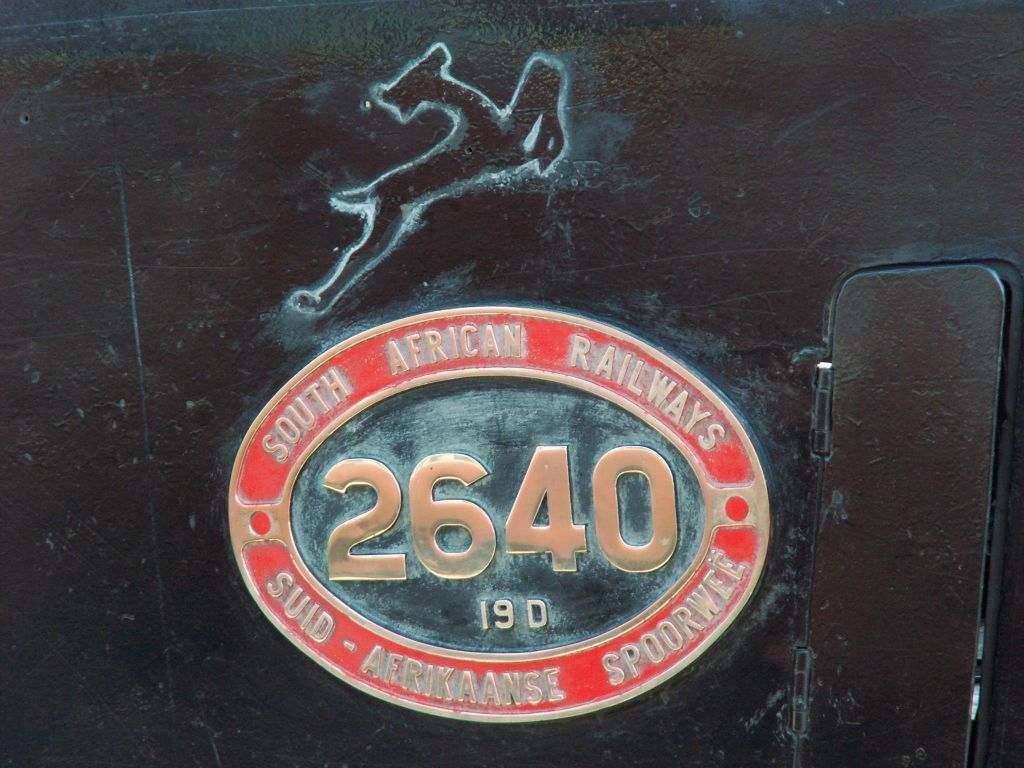 SOUTH AFRICAN RAILWAYS
2640
19D
SUID-AFRIKAANSE SPOORWEË